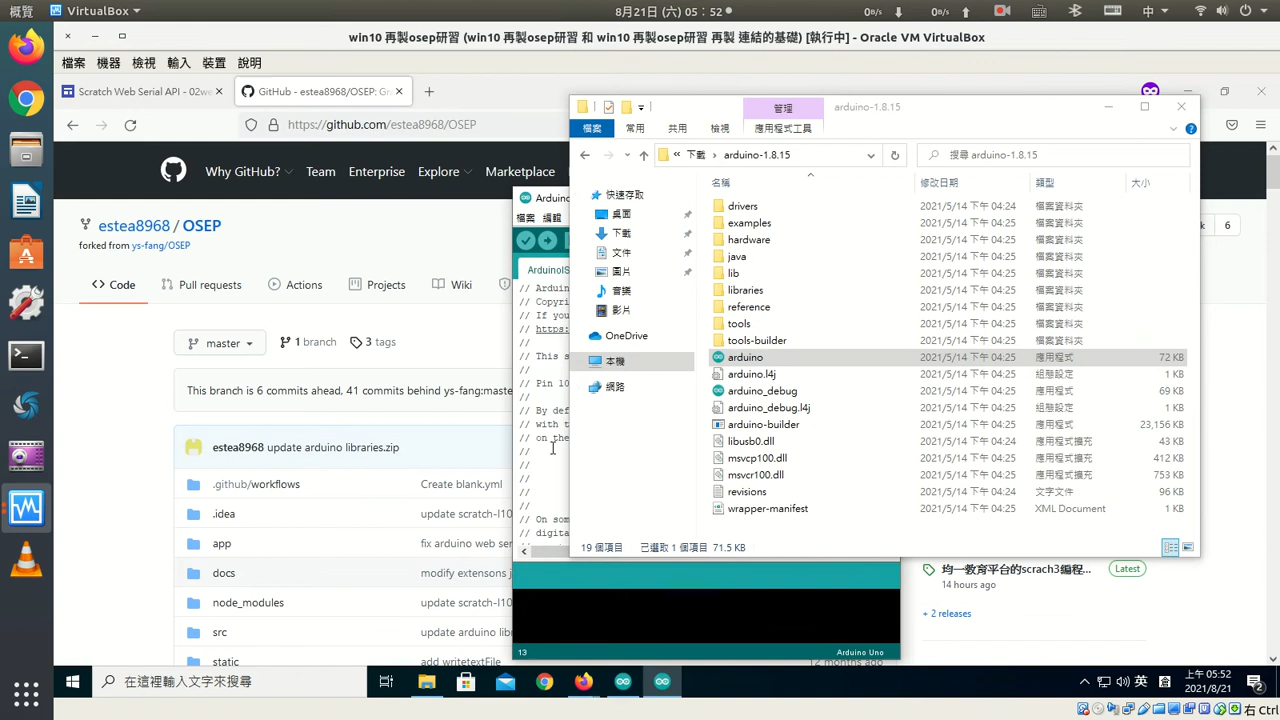 概覽 VirtualBox 8月21日 (六) 05:52 0B/s 0B/s 中
win10 再製osep研習 (win10 再製osep研習 和 win10 再製osep研習 再製 連結的基礎) [執行中] - Oracle VM VirtualBox
檔案 機器 檢視 輸入 裝置 說明
Scratch Web Serial API - 02we
GitHub - estea8968/OSEP: Gr
https://github.com/estea8968/OSEP
Why GitHub? Team Enterprise Explore Marketplace
estea8968 / OSEP
forked from ys-fang/OSEP
6
Code Pull requests Actions Projects Wiki
master 1 branch 3 tags
This branch is 6 commits ahead, 41 commits behind ys-fang:maste
estea8968 update arduino libraries.zip
.github/workflows Create blank.yml
.idea update scratch-l10
app fix arduino web ser
docs modify extensons j
node_modules update scratch-l10
src update arduino libr
static add writetextFile
12 months ago
均一教育平台的scrach3編程... Latest
14 hours ago
+ 2 releases
Arduino
檔案 編輯
ArduinoIS
// Arduin
// Copyri
// If you
// https:
//
// This s
//
// Pin 10
//
// By def
// with t
// on the
//
//
//
//
//
// On som
// digita
13 Arduino Uno
管理 arduino-1.8.15
檔案 常用 共用 檢視 應用程式工具
« 下載 › arduino-1.8.15 搜尋 arduino-1.8.15
快速存取
桌面
下載
文件
圖片
音樂
影片
OneDrive
本機
網路
名稱 修改日期 類型 大小
drivers 2021/5/14 下午 04:24 檔案資料夾
examples 2021/5/14 下午 04:24 檔案資料夾
hardware 2021/5/14 下午 04:25 檔案資料夾
java 2021/5/14 下午 04:25 檔案資料夾
lib 2021/5/14 下午 04:25 檔案資料夾
libraries 2021/5/14 下午 04:25 檔案資料夾
reference 2021/5/14 下午 04:25 檔案資料夾
tools 2021/5/14 下午 04:25 檔案資料夾
tools-builder 2021/5/14 下午 04:25 檔案資料夾
arduino 2021/5/14 下午 04:25 應用程式 72 KB
arduino.l4j 2021/5/14 下午 04:25 組態設定 1 KB
arduino_debug 2021/5/14 下午 04:25 應用程式 69 KB
arduino_debug.l4j 2021/5/14 下午 04:25 組態設定 1 KB
arduino-builder 2021/5/14 下午 04:25 應用程式 23,156 KB
libusb0.dll 2021/5/14 下午 04:25 應用程式擴充 43 KB
msvcp100.dll 2021/5/14 下午 04:25 應用程式擴充 412 KB
msvcr100.dll 2021/5/14 下午 04:25 應用程式擴充 753 KB
revisions 2021/5/14 下午 04:24 文字文件 96 KB
wrapper-manifest 2021/5/14 下午 04:25 XML Document 1 KB
19 個項目 已選取 1 個項目 71.5 KB
在這裡輸入文字來搜尋
英
上午 05:52
2021/8/21
2
右 Ctrl